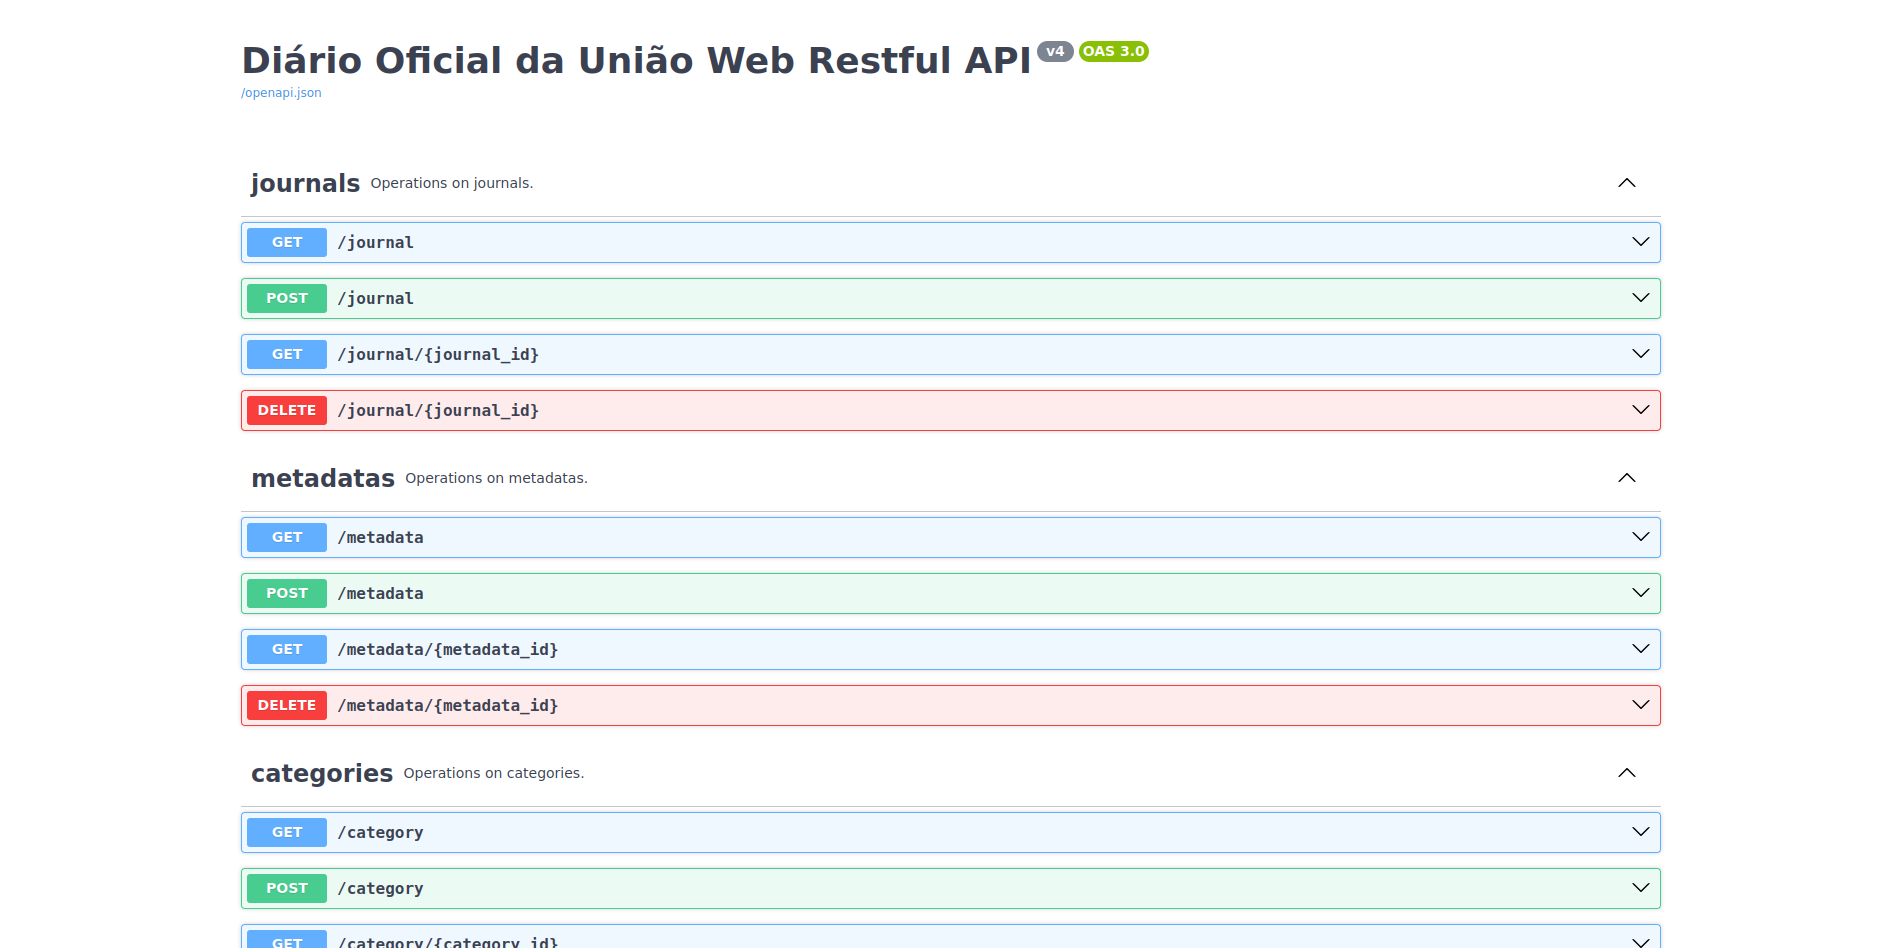 Diário Oficial da União Web Restful API v4 OAS 3.0
/openapi.json
journals Operations on journals.
GET /journal
POST /journal
GET /journal/{journal_id}
DELETE /journal/{journal_id}
metadatas Operations on metadatas.
GET /metadata
POST /metadata
GET /metadata/{metadata_id}
DELETE /metadata/{metadata_id}
categories Operations on categories.
GET /category
POST /category
GET /category/{category_id}